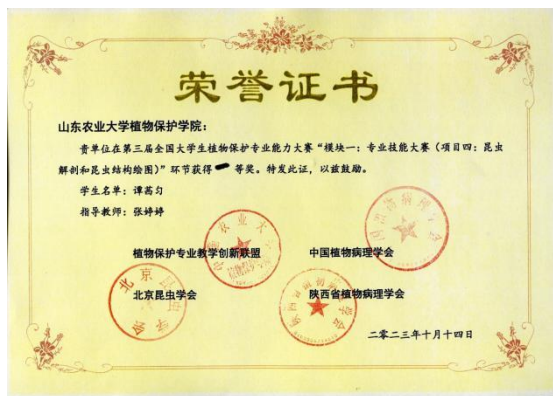 荣誉证书
山东农业大学植物保护学院：
贵单位在第三届全国大学生植物保护专业能力大赛“模块一：专业技能大赛（项目四：昆虫
解剖和昆虫结构绘图）”环节获得一等奖。特发此证，以兹鼓励。
学生名单：谭茜匀
指导教师：张婷婷
植物保护专业教学创新联盟
中国植物病理学会
北京昆虫学会
陕西省植物病理学会
二零二三年十月十四日